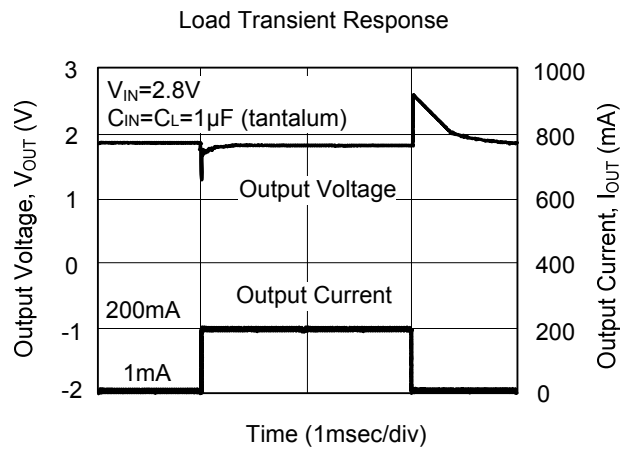 Load Transient Response
3
2
1
0
-1
-2
1000
800
600
400
200
0
Output Voltage, VOUT (V)
Output Current, IOUT (mA)
VIN=2.8V
CIN=CL=1µF (tantalum)
Output Voltage
Output Current
200mA
1mA
Time (1msec/div)